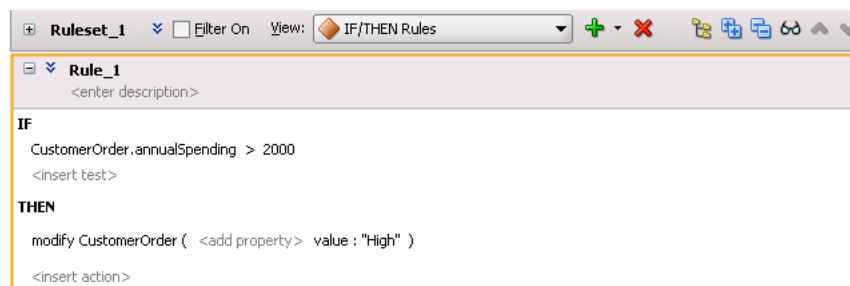 Ruleset_1 Filter On View: IF/THEN Rules
Rule_1
<enter description>
IF
CustomerOrder.annualSpending > 2000
<insert test>
THEN
modify CustomerOrder ( <add property> value : "High" )
<insert action>